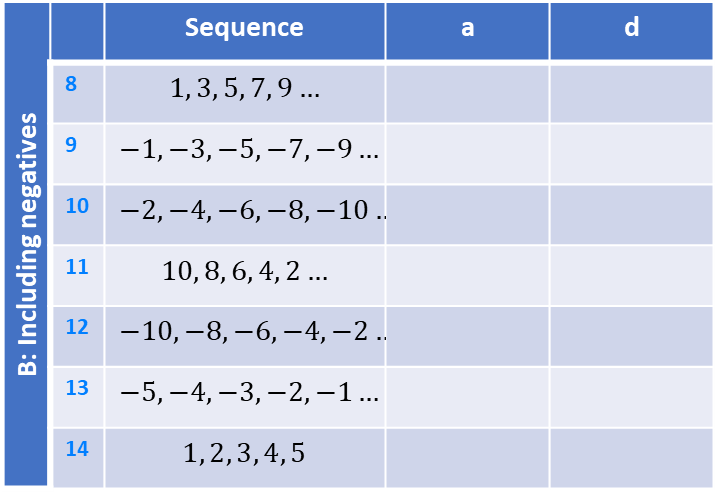 B: Including negatives
Sequence a d
8 1, 3, 5, 7, 9 ...
9 −1, −3, −5, −7, −9 ...
10 −2, −4, −6, −8, −10 ..
11 10, 8, 6, 4, 2 ...
12 −10, −8, −6, −4, −2 ..
13 −5, −4, −3, −2, −1 ...
14 1, 2, 3, 4, 5